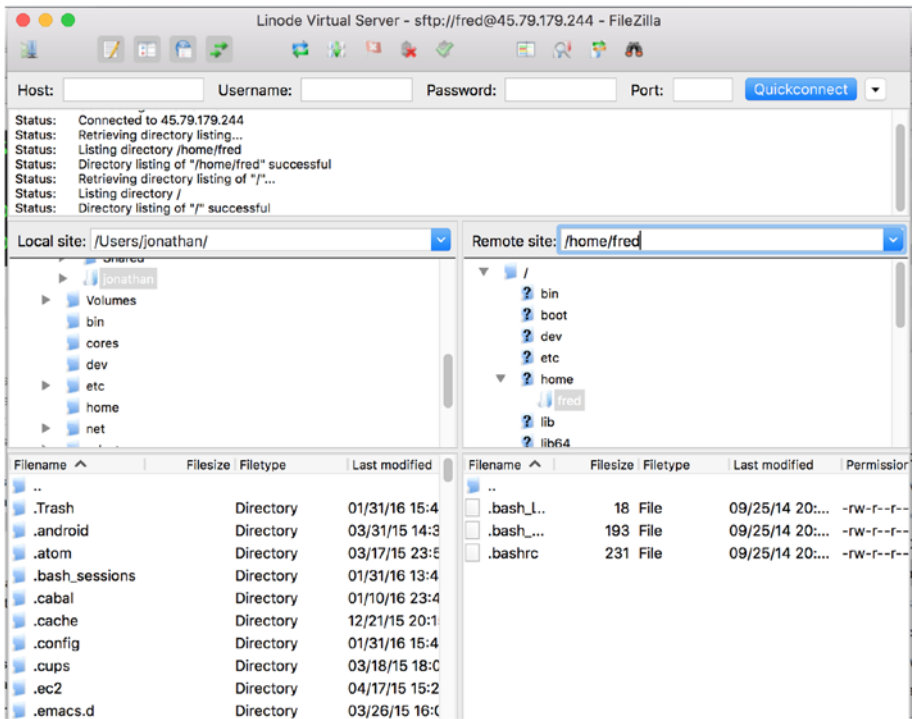 Linode Virtual Server - sftp://fred@45.79.179.244 - FileZilla
Host: Username: Password: Port: Quickconnect
Status: Connected to 45.79.179.244
Status: Retrieving directory listing...
Status: Listing directory /home/fred
Status: Directory listing of "/home/fred" successful
Status: Retrieving directory listing of "/"...
Status: Listing directory /
Status: Directory listing of "/" successful
Local site: /Users/jonathan/
Shared
jonathan
Volumes
bin
cores
dev
etc
home
net
Remote site: /home/fred
/
bin
boot
dev
etc
home
fred
lib
lib64
Filename Filesize Filetype Last modified
..
.Trash Directory 01/31/16 15:4
.android Directory 03/31/15 14:3
.atom Directory 03/17/15 23:5
.bash_sessions Directory 01/31/16 13:4
.cabal Directory 01/10/16 23:4
.cache Directory 12/21/15 20:1
.config Directory 01/31/16 15:4
.cups Directory 03/18/15 18:0
.ec2 Directory 04/17/15 15:2
.emacs.d Directory 03/26/15 16:0
Filename Filesize Filetype Last modified Permission
..
.bash_l... 18 File 09/25/14 20:... -rw-r--r--
.bash_... 193 File 09/25/14 20:... -rw-r--r--
.bashrc 231 File 09/25/14 20:... -rw-r--r--